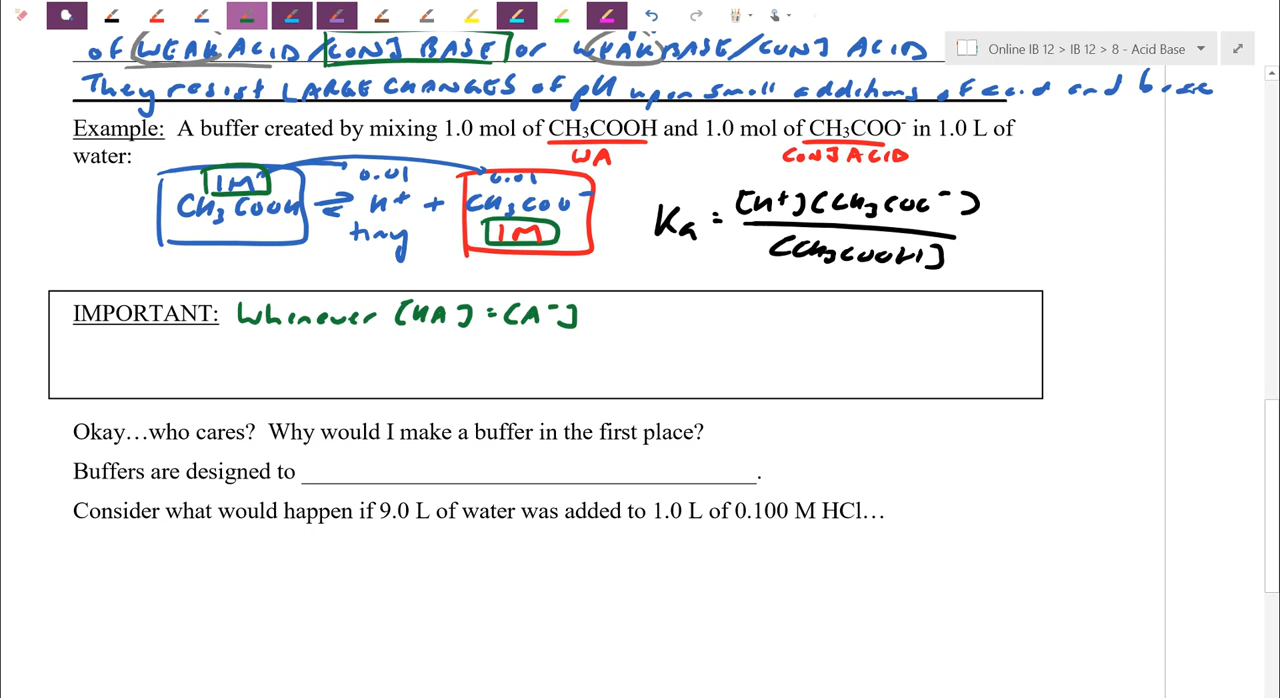 of WEAK ACID / CONJ BASE or WEAK BASE/CONJ ACID
Online IB 12 > IB 12 > 8 - Acid Base
They resist LARGE CHANGES of pH upon small additions of acid and base
Example: A buffer created by mixing 1.0 mol of CH₃COOH and 1.0 mol of CH₃COO⁻ in 1.0 L of
WA CONJ ACID
water:
1M 0.01 0.01
CH₃COOH ⇌ H⁺ + CH₃COO⁻
tiny 1M
Ka = [H⁺][CH₃COO⁻]
[CH₃COOH]
IMPORTANT: Whenever [HA] = [A⁻]
Okay…who cares? Why would I make a buffer in the first place?
Buffers are designed to ______________________________________.
Consider what would happen if 9.0 L of water was added to 1.0 L of 0.100 M HCl…